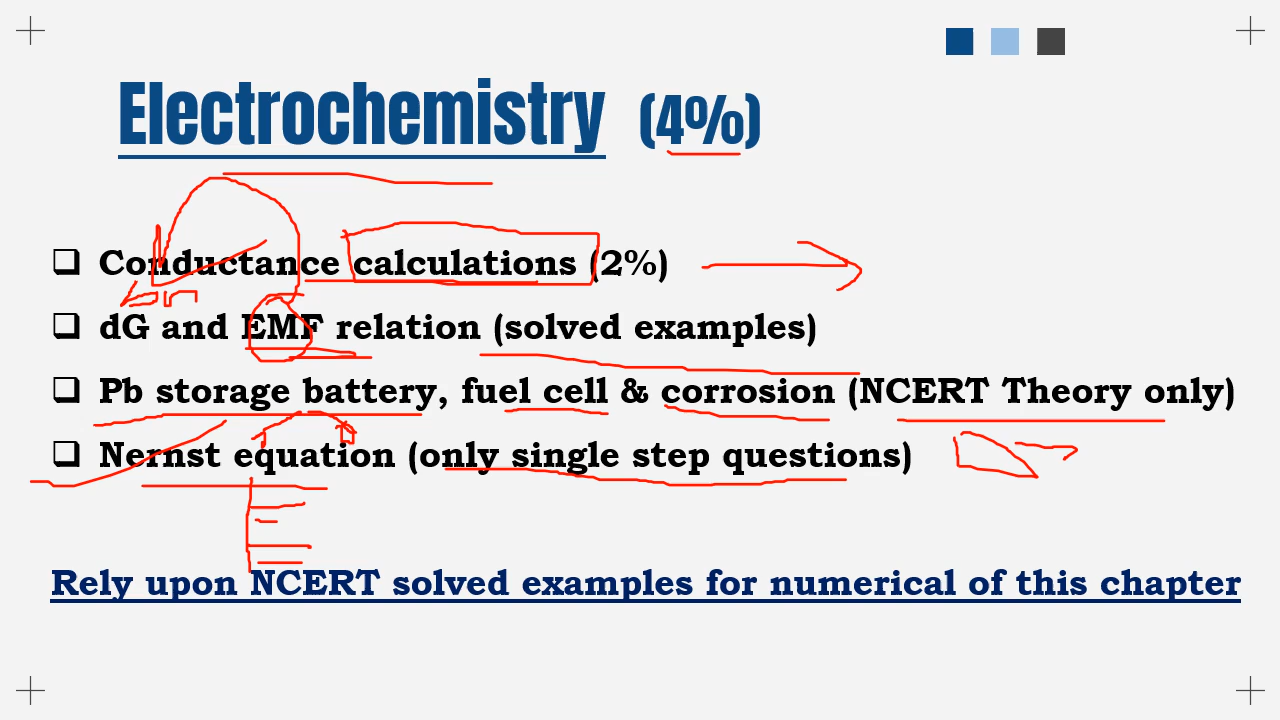 Electrochemistry (4%)
Conductance calculations (2%)
dG and EMF relation (solved examples)
Pb storage battery, fuel cell & corrosion (NCERT Theory only)
Nernst equation (only single step questions)
Rely upon NCERT solved examples for numerical of this chapter